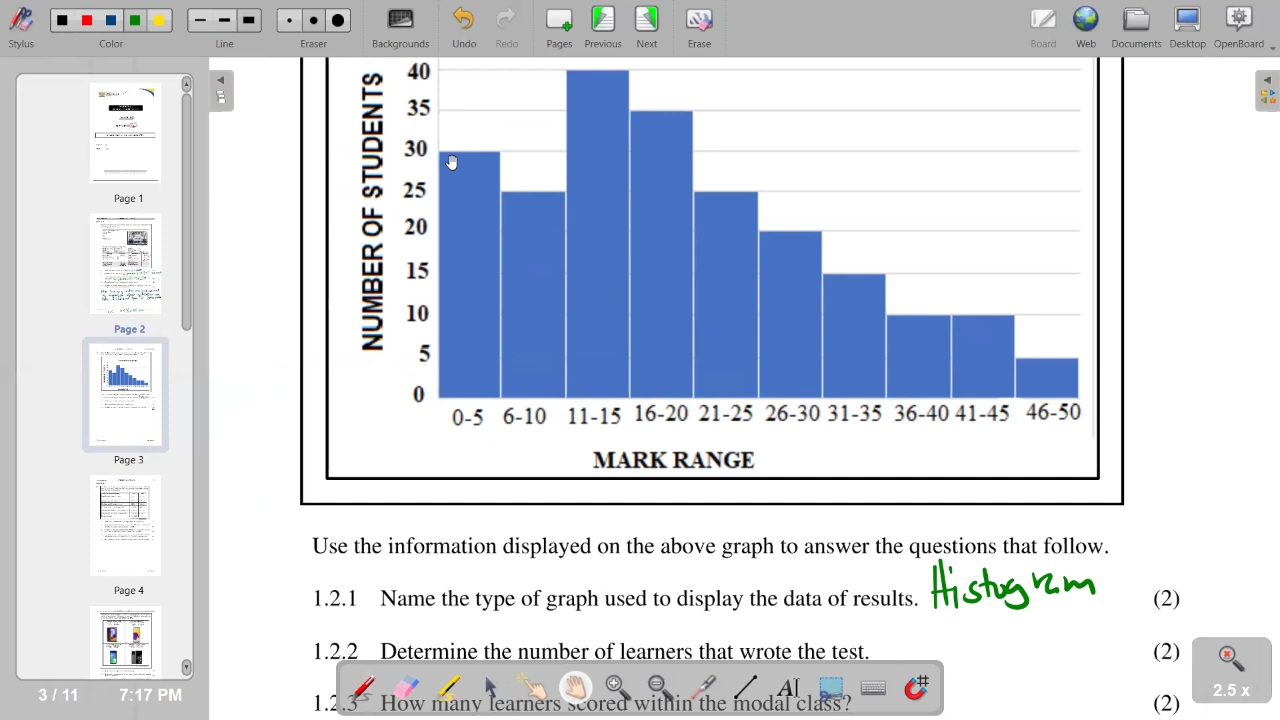 Stylus
Color
Line
Eraser
Backgrounds
Undo
Redo
Pages
Previous
Next
Erase
Board
Web
Documents
Desktop
OpenBoard
Page 1
Page 2
Page 3
Page 4
3 / 11 7:17 PM
NUMBER OF STUDENTS
40
35
30
25
20
15
10
5
0
0-5 6-10 11-15 16-20 21-25 26-30 31-35 36-40 41-45 46-50
MARK RANGE
Use the information displayed on the above graph to answer the questions that follow.
1.2.1 Name the type of graph used to display the data of results. Histogram (2)
1.2.2 Determine the number of learners that wrote the test. (2)
1.2.3 How many learners scored within the modal class? (2)
2.5 x